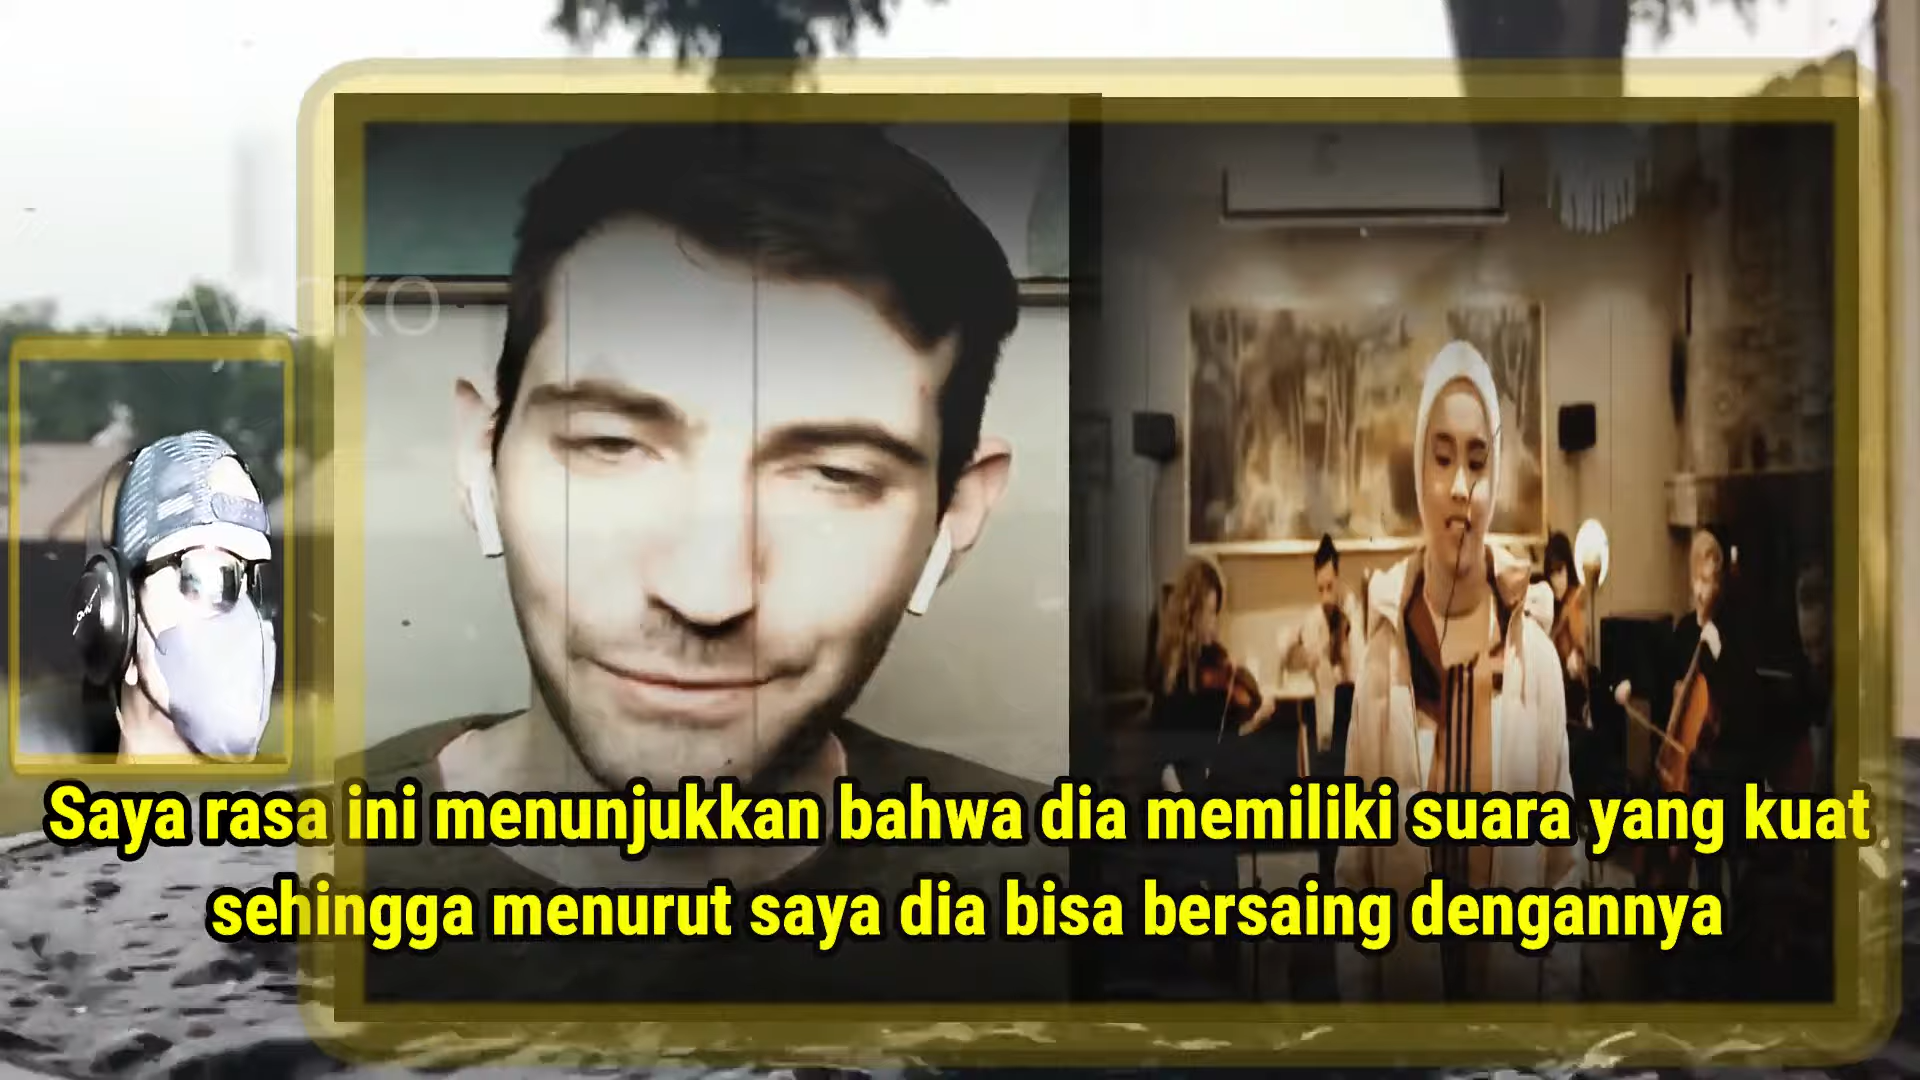 Saya rasa ini menunjukkan bahwa dia memiliki suara yang kuat
sehingga menurut saya dia bisa bersaing dengannya